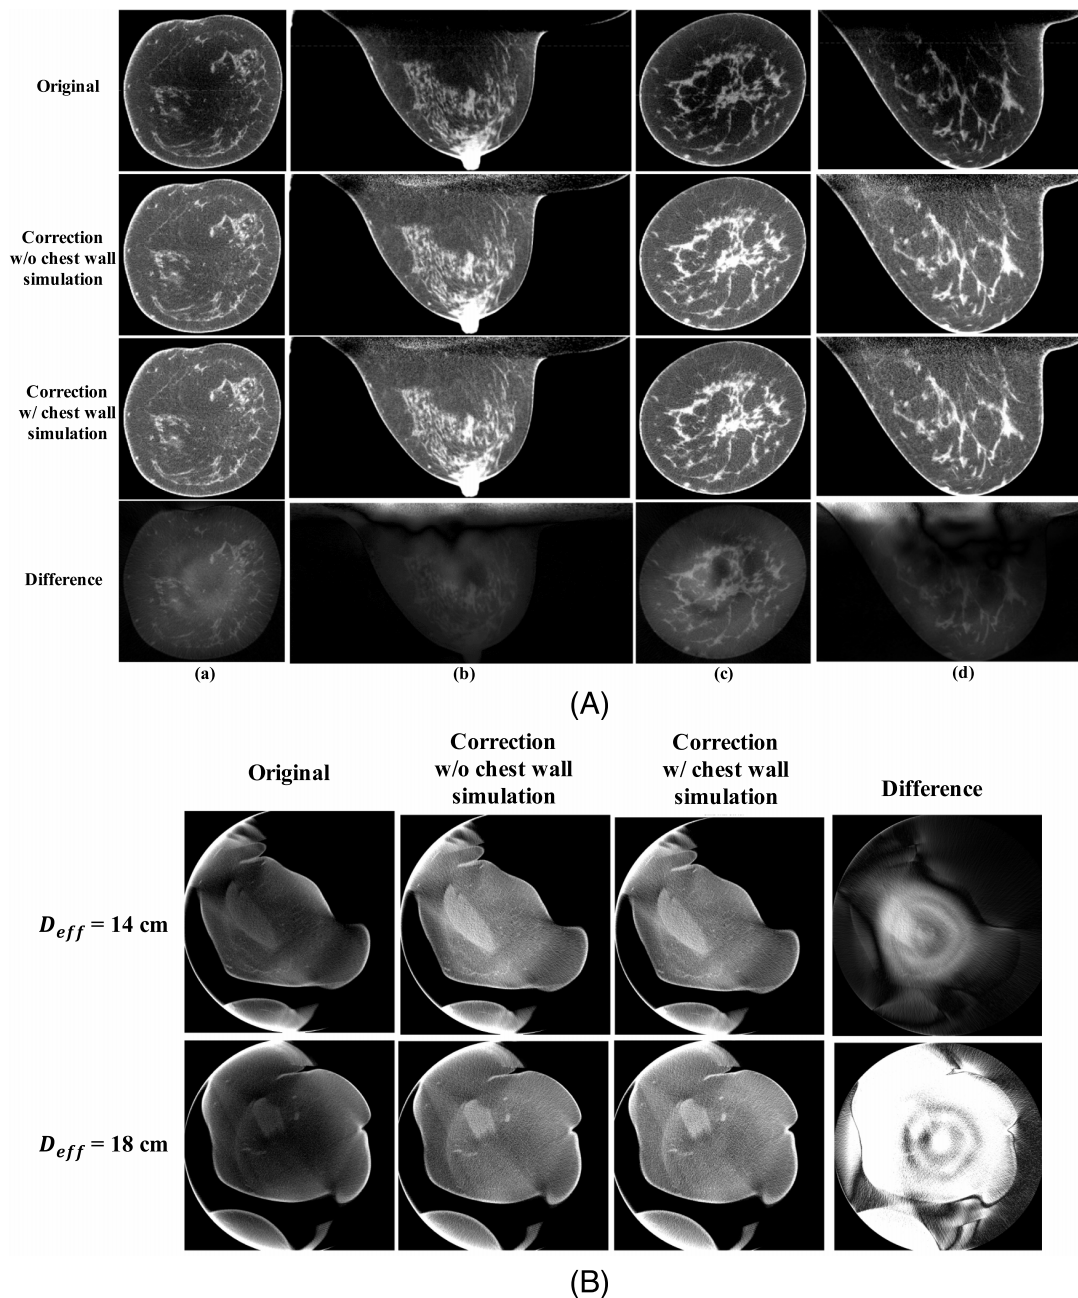 Original
Correction
w/o chest wall
simulation
Correction
w/ chest wall
simulation
Difference
(a)
(b)
(c)
(d)
(A)
Original
Correction
w/o chest wall
simulation
Correction
w/ chest wall
simulation
Difference
D_eff = 14 cm
D_eff = 18 cm
(B)